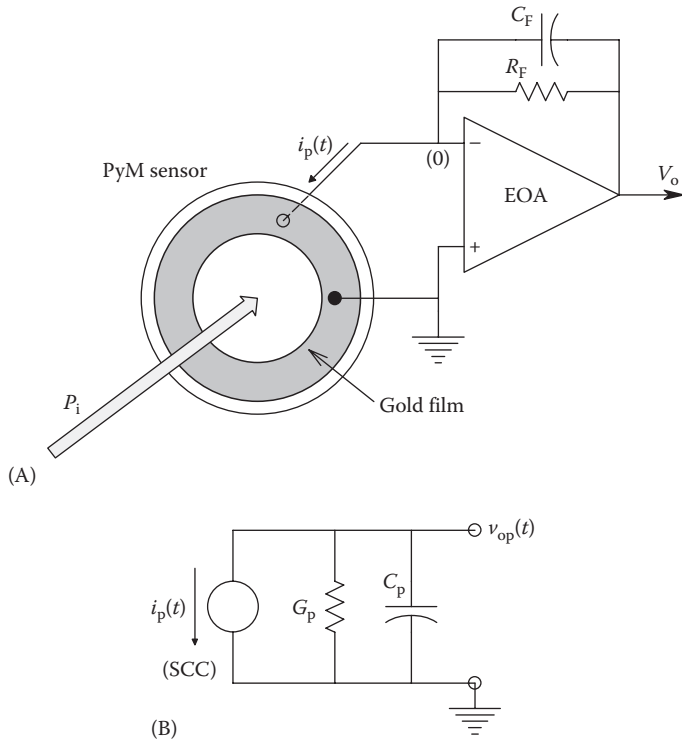 C_F
R_F
i_p(t)
(0)
−
PyM sensor
EOA
V_o
+
P_i
Gold film
(A)
v_op(t)
C_p
i_p(t)
G_p
(SCC)
(B)